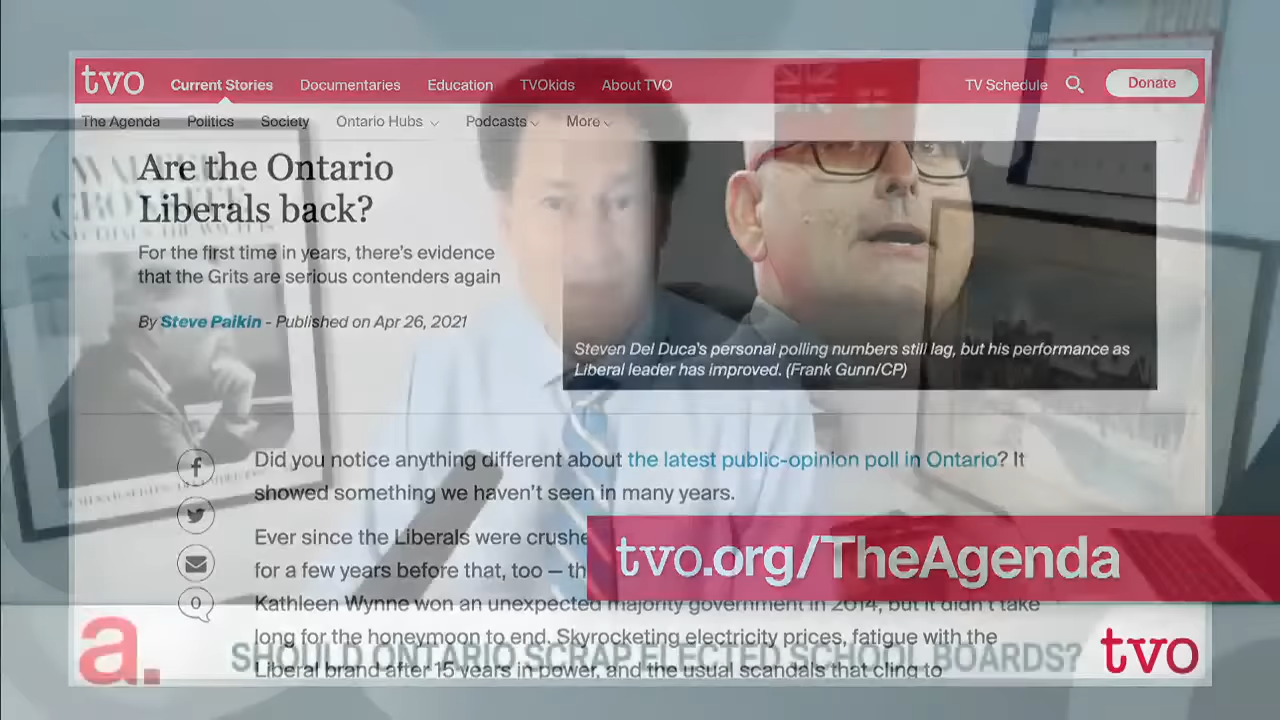 tvo
Current Stories Documentaries Education TVOkids About TVO
TV Schedule Donate
The Agenda Politics Society Ontario Hubs Podcasts More
Are the Ontario
Liberals back?
For the first time in years, there's evidence
that the Grits are serious contenders again
By Steve Paikin - Published on Apr 26, 2021
Steven Del Duca's personal polling numbers still lag, but his performance as
Liberal leader has improved. (Frank Gunn/CP)
Did you notice anything different about the latest public-opinion poll in Ontario? It
showed something we haven't seen in many years.
Ever since the Liberals were crushe
for a few years before that, too — th
tvo.org/TheAgenda
Kathleen Wynne won an unexpected majority government in 2014, but it didn't take
long for the honeymoon to end. Skyrocketing electricity prices, fatigue with the
Liberal brand after 15 years in power, and the usual scandals that cling to
0
a.
SHOULD ONTARIO SCRAP ELECTED SCHOOL BOARDS?
tvo